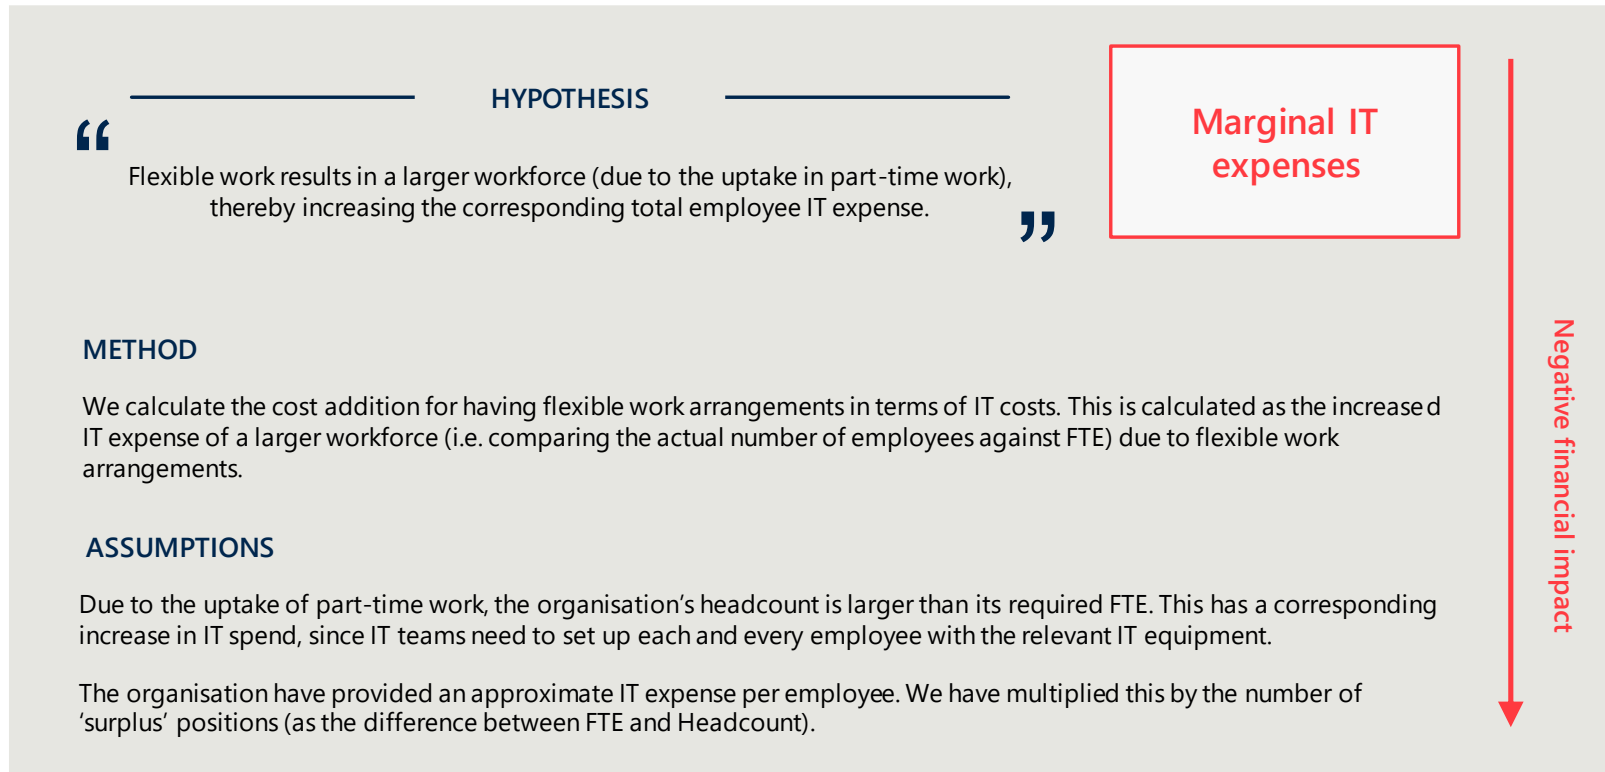 HYPOTHESIS
“
Flexible work results in a larger workforce (due to the uptake in part-time work),
thereby increasing the corresponding total employee IT expense.
”
Marginal IT
expenses
METHOD
We calculate the cost addition for having flexible work arrangements in terms of IT costs. This is calculated as the increased
IT expense of a larger workforce (i.e. comparing the actual number of employees against FTE) due to flexible work
arrangements.
ASSUMPTIONS
Due to the uptake of part-time work, the organisation’s headcount is larger than its required FTE. This has a corresponding
increase in IT spend, since IT teams need to set up each and every employee with the relevant IT equipment.
The organisation have provided an approximate IT expense per employee. We have multiplied this by the number of
‘surplus’ positions (as the difference between FTE and Headcount).
Negative financial impact